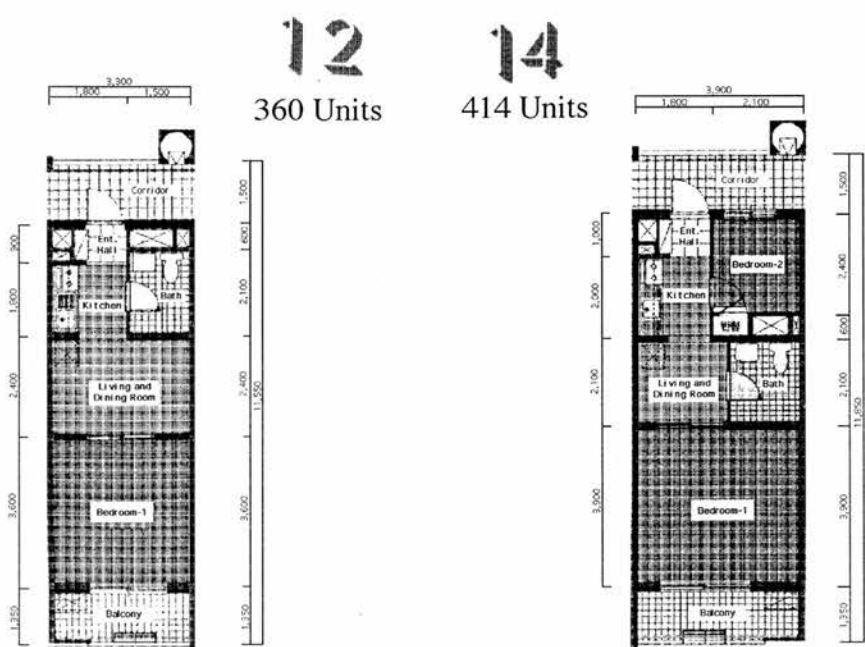 12
360 Units
3,300
1,800
1,500
Corridor
Ent.
Hall
Kitchen
Bath
Living and
Dining Room
Bedroom-1
Balcony
900
1,800
2,400
3,600
1,350
1,500
600
2,100
2,400
3,600
1,350
11,550
14
414 Units
3,900
1,800
2,100
Corridor
Ent.
Hall
Bedroom-2
Kitchen
반침
Living and
Dining Room
Bath
Bedroom-1
Balcony
1,000
2,000
2,100
3,900
1,500
2,400
600
2,100
3,900
1,350
11,850